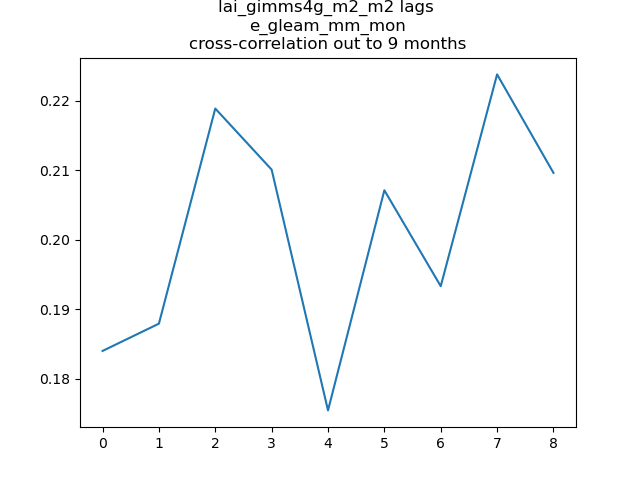 lai_gimms4g_m2_m2 lags
e_gleam_mm_mon
cross-correlation out to 9 months
0.22
0.21
0.20
0.19
0.18
0 1 2 3 4 5 6 7 8